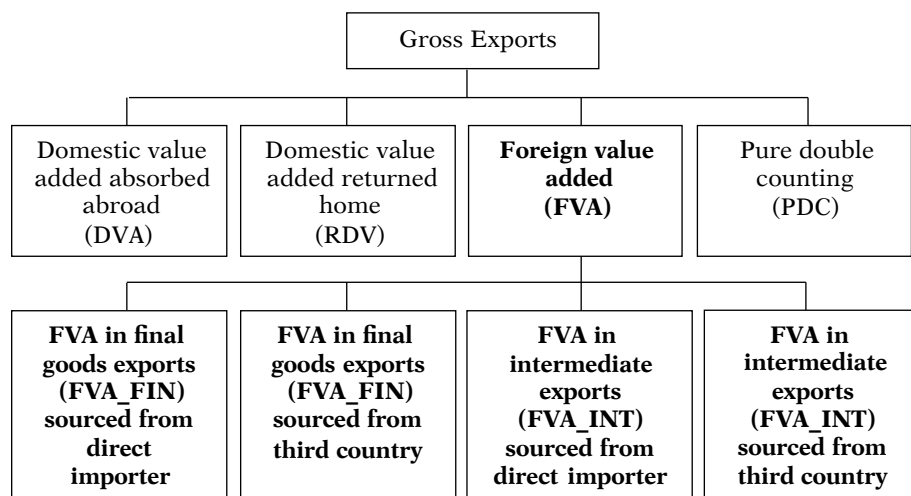 Gross Exports
Domestic value
added absorbed
abroad
(DVA)
Domestic value
added returned
home
(RDV)
Foreign value
added
(FVA)
Pure double
counting
(PDC)
FVA in final
goods exports
(FVA_FIN)
sourced from
direct
importer
FVA in final
goods exports
(FVA_FIN)
sourced from
third country
FVA in
intermediate
exports
(FVA_INT)
sourced from
direct importer
FVA in
intermediate
exports
(FVA_INT)
sourced from
third country